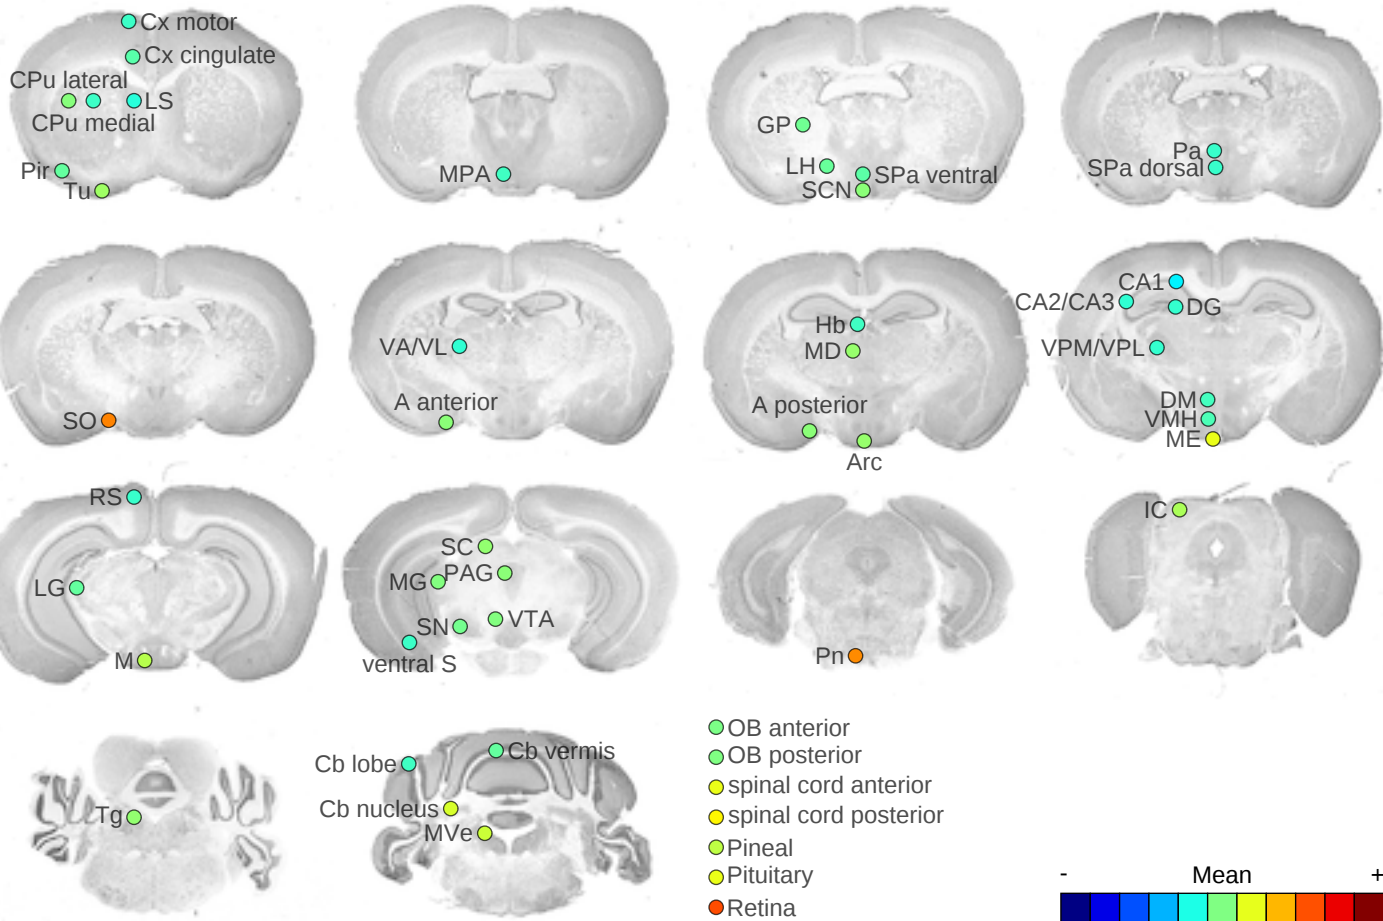 Cx motor
Cx cingulate
CPu lateral
LS
CPu medial
Pir
Tu
MPA
GP
LH
SPa ventral
SCN
Pa
SPa dorsal
SO
VA/VL
A anterior
Hb
MD
A posterior
Arc
CA1
CA2/CA3
DG
VPM/VPL
DM
VMH
ME
RS
LG
M
SC
MG
PAG
SN
VTA
ventral S
Pn
IC
Tg
Cb lobe
Cb vermis
Cb nucleus
MVe
OB anterior
OB posterior
spinal cord anterior
spinal cord posterior
Pineal
Pituitary
Retina
- Mean +